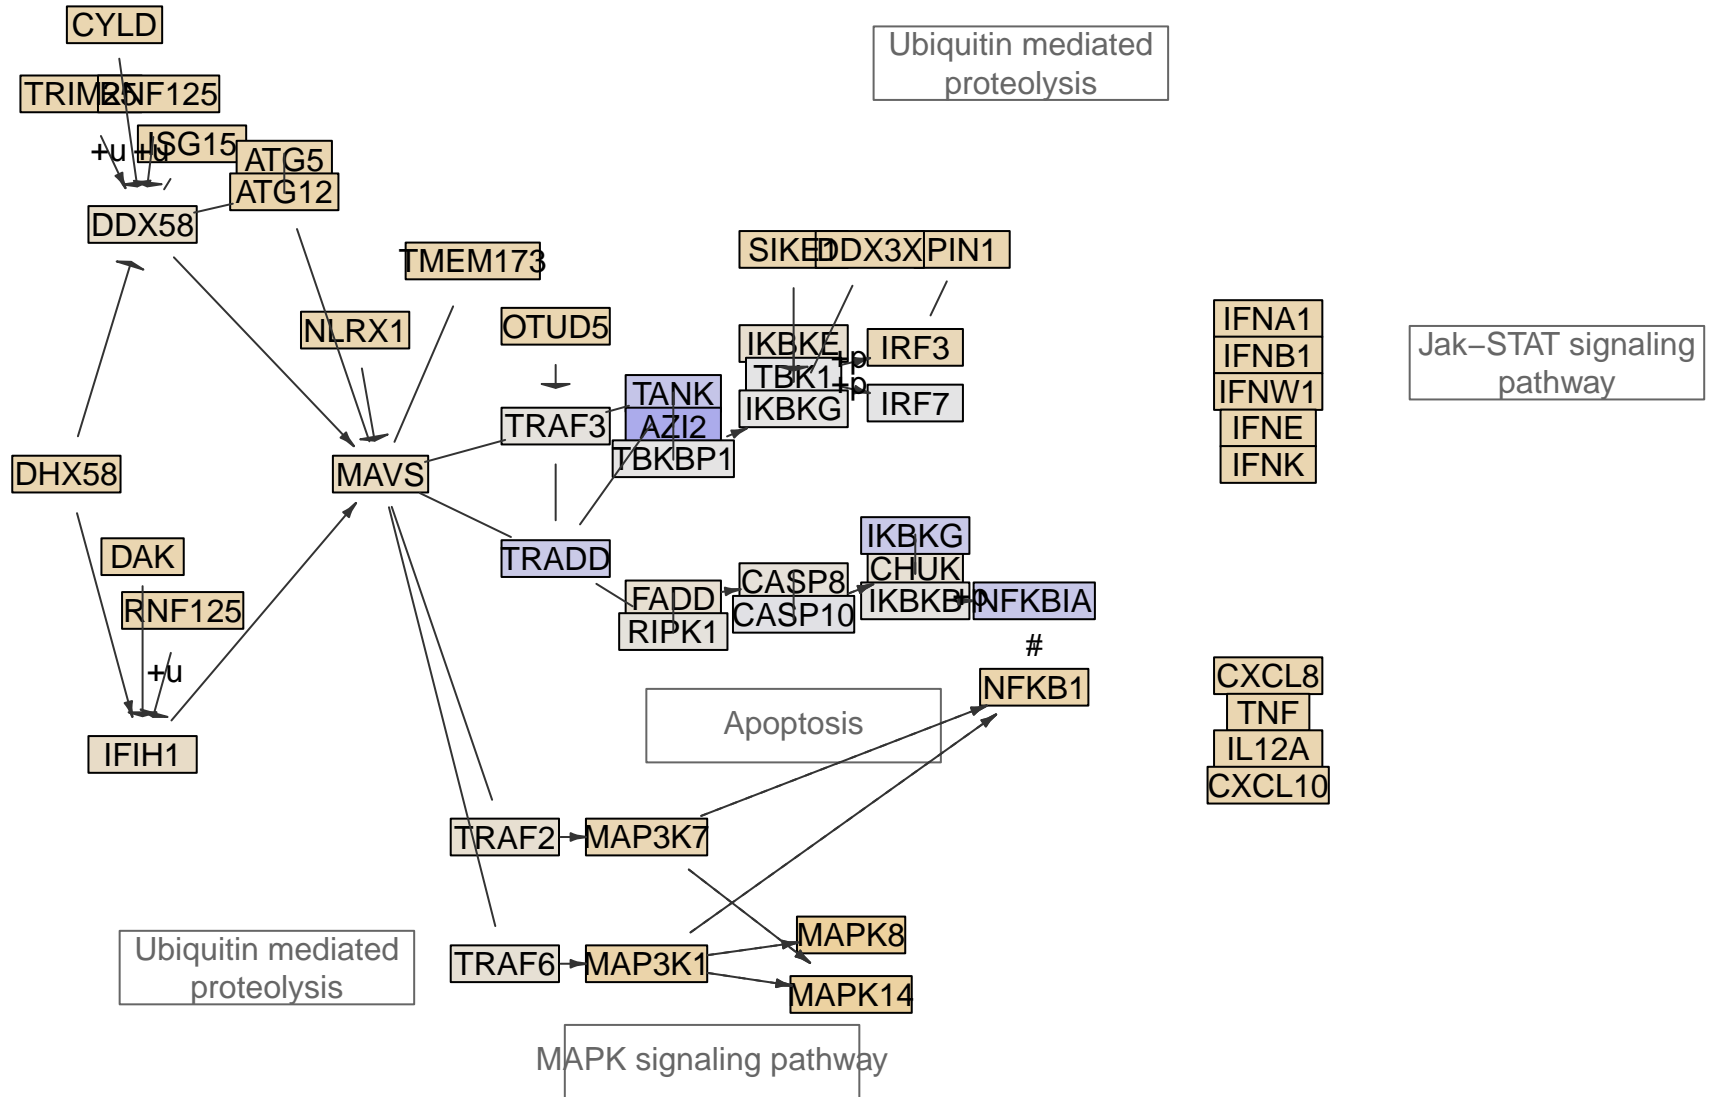 CYLD
Ubiquitin mediated
proteolysis
TRIM25
RNF125
+u
+u
ISG15
ATG5
ATG12
DDX58
TMEM173
SIKE1
DDX3X
PIN1
NLRX1
OTUD5
IKBKE
+p
IRF3
TBK1
+p
IKBKG
IRF7
IFNA1
IFNB1
IFNW1
IFNE
IFNK
Jak−STAT signaling
pathway
TRAF3
TANK
AZI2
TBKBP1
DHX58
MAVS
DAK
RNF125
+u
IFIH1
TRADD
FADD
RIPK1
CASP8
CASP10
IKBKG
CHUK
IKBKB
+p
NFKBIA
#
NFKB1
Apoptosis
CXCL8
TNF
IL12A
CXCL10
TRAF2
MAP3K7
TRAF6
MAP3K1
MAPK8
MAPK14
Ubiquitin mediated
proteolysis
MAPK signaling pathway